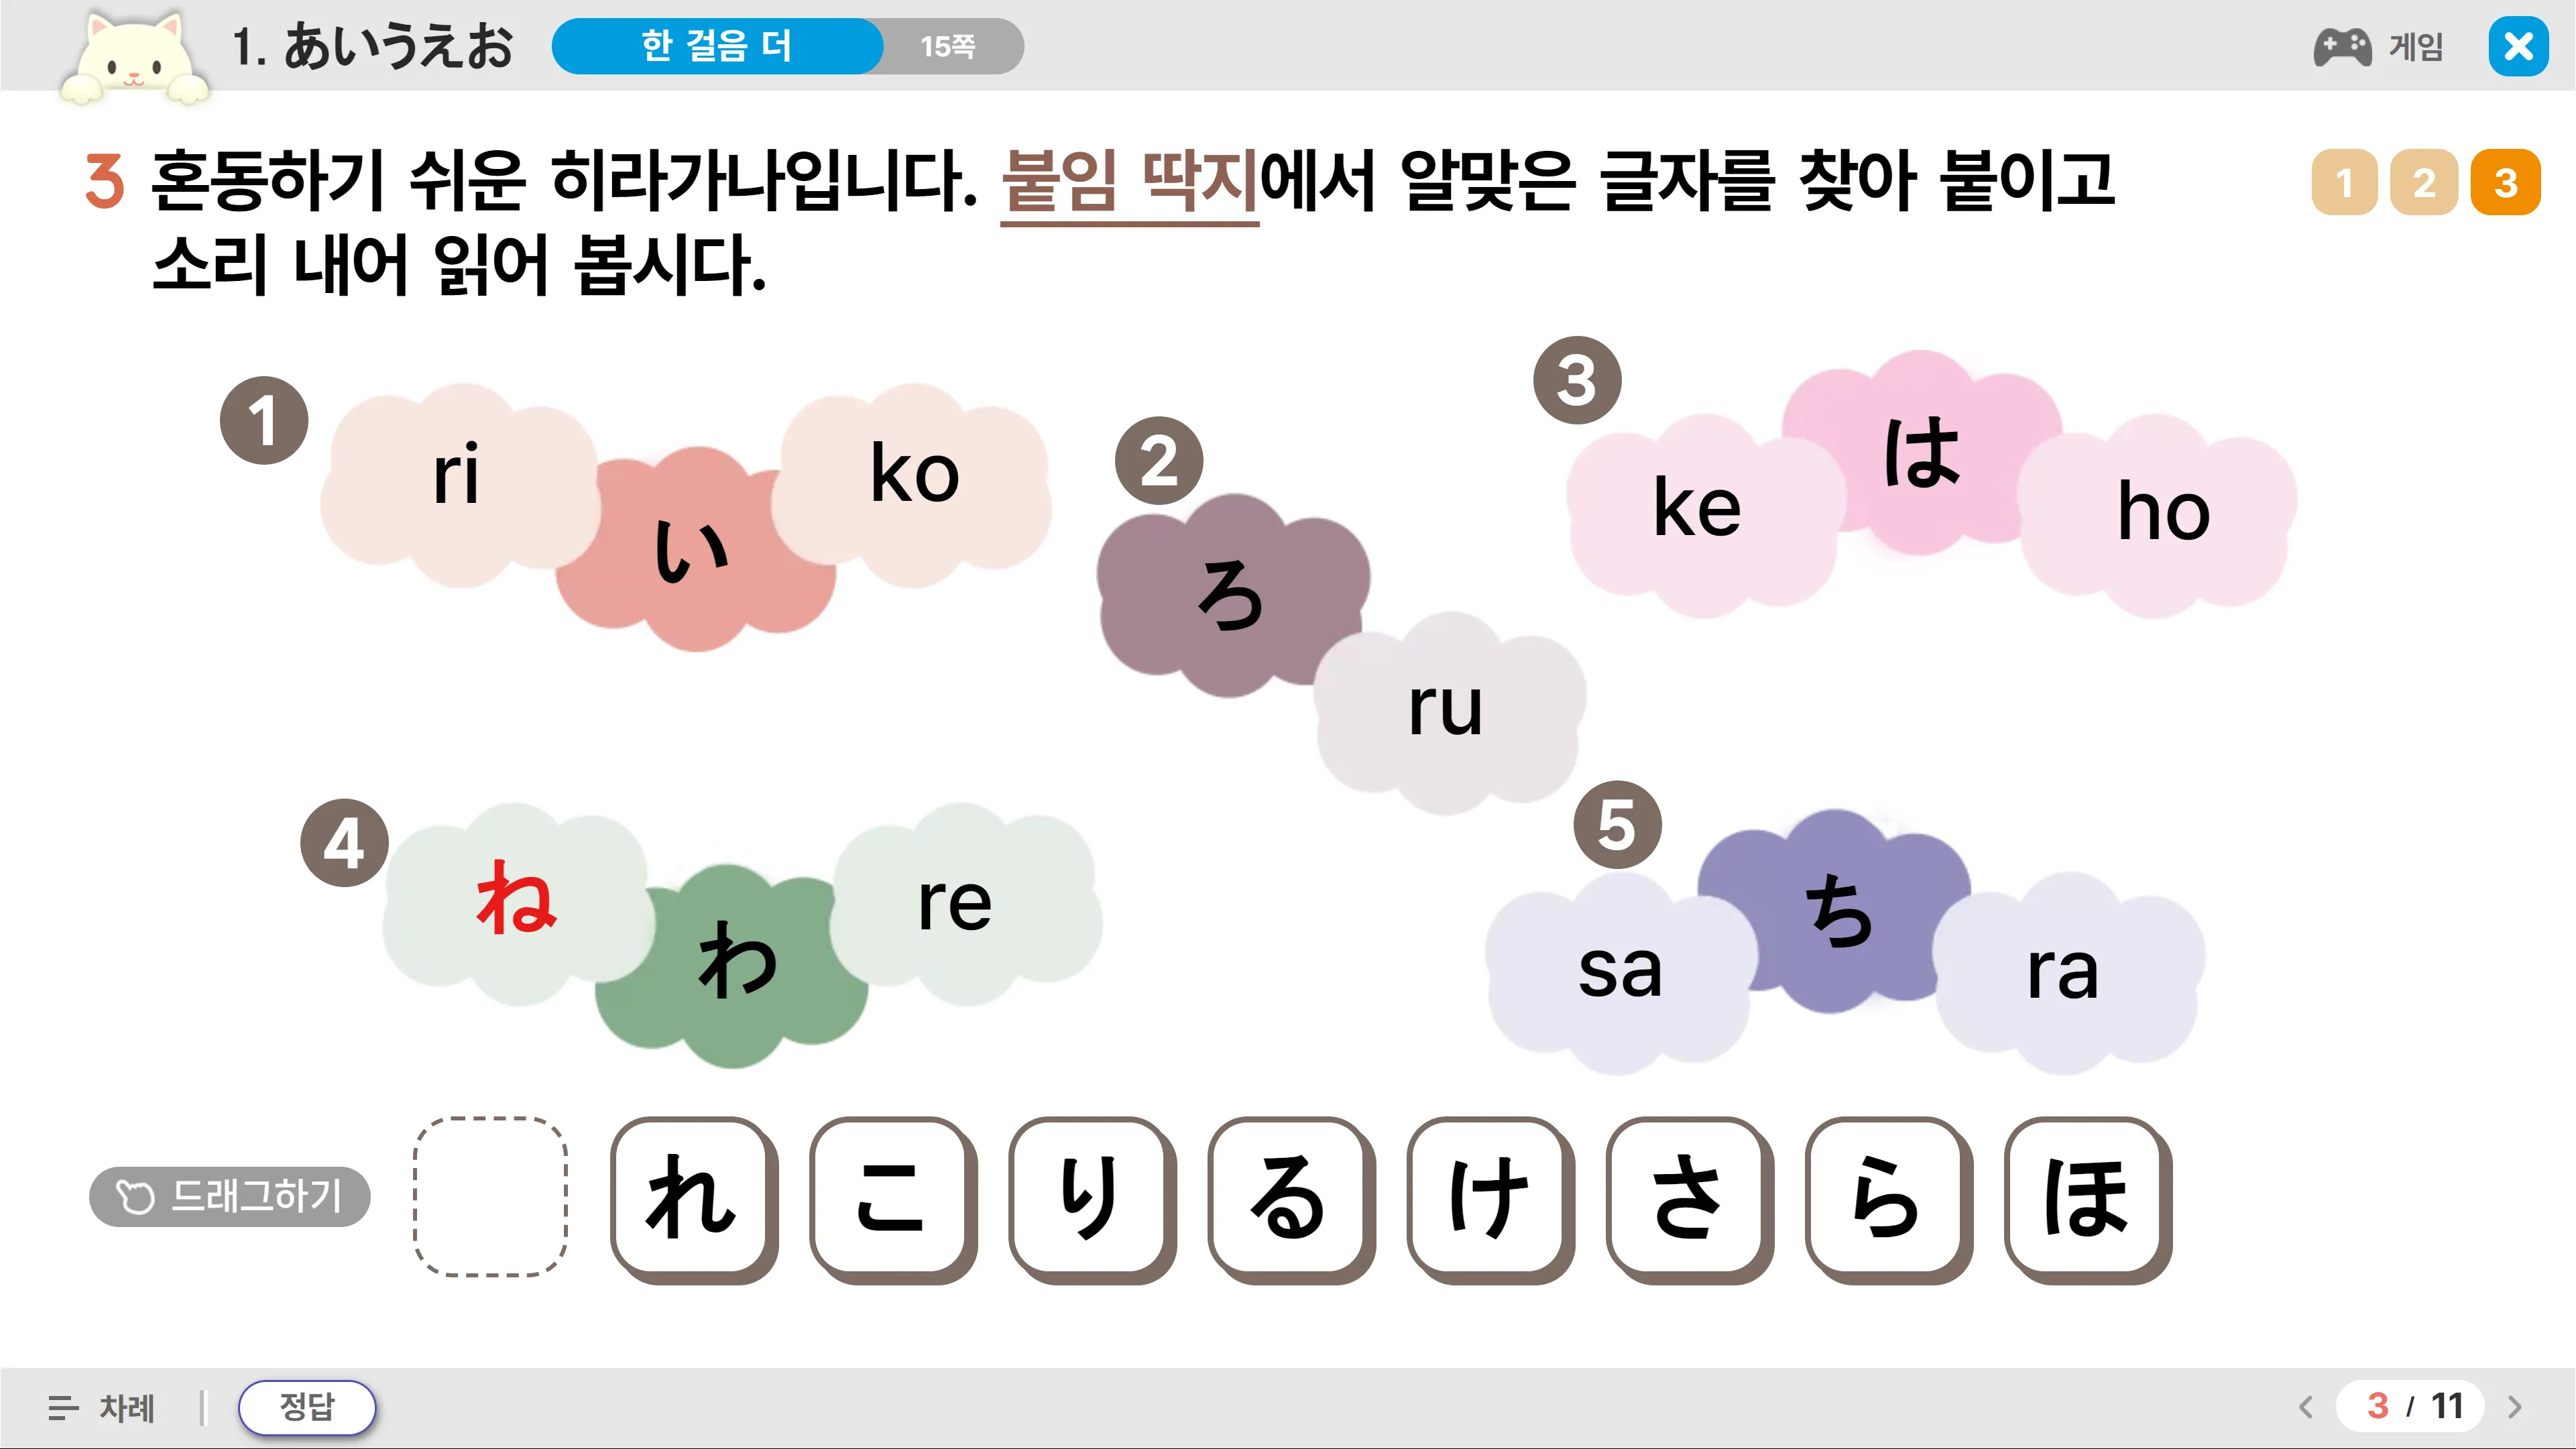 1. あいうえお
한 걸음 더
15쪽
게임
3 혼동하기 쉬운 히라가나입니다. 붙임 딱지에서 알맞은 글자를 찾아 붙이고
소리 내어 읽어 봅시다.
1 2 3
1
ri
い
ko
2
ろ
ru
3
ke
は
ho
4
ね
わ
re
5
sa
ち
ra
드래그하기
れ こ り る け さ ら ほ
차례
정답
3 / 11